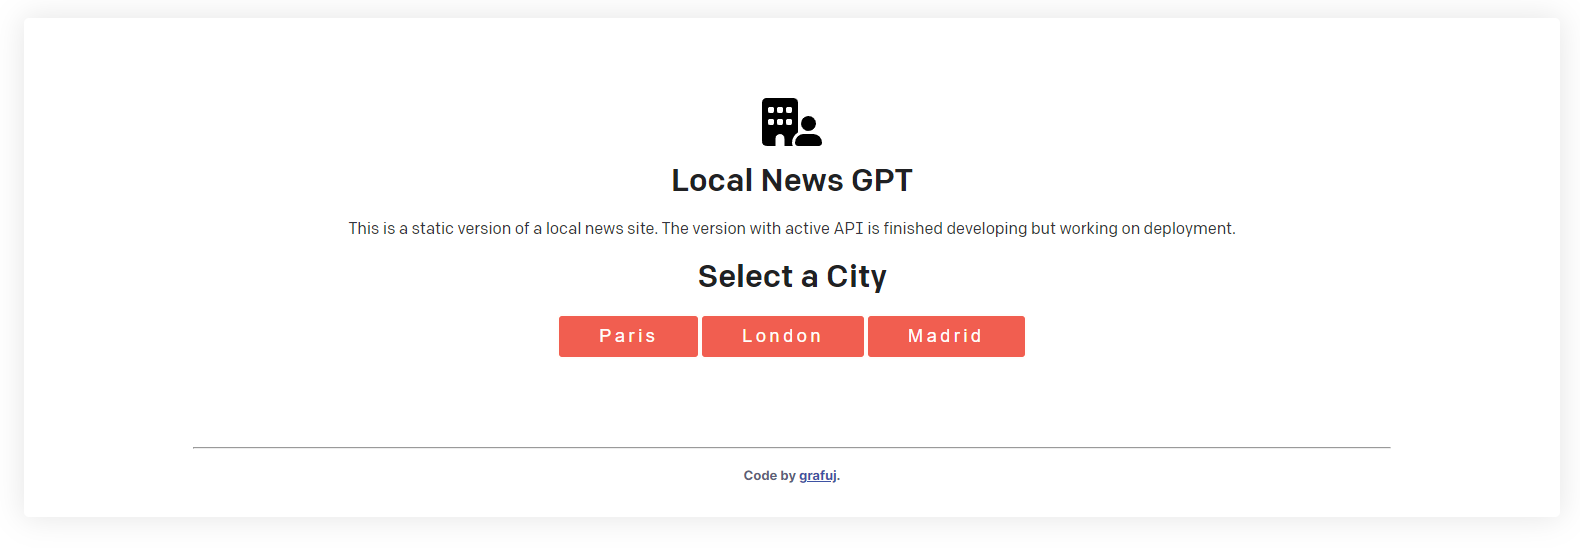 Local News GPT
This is a static version of a local news site. The version with active API is finished developing but working on deployment.
Select a City
Paris London Madrid
Code by grafuj.